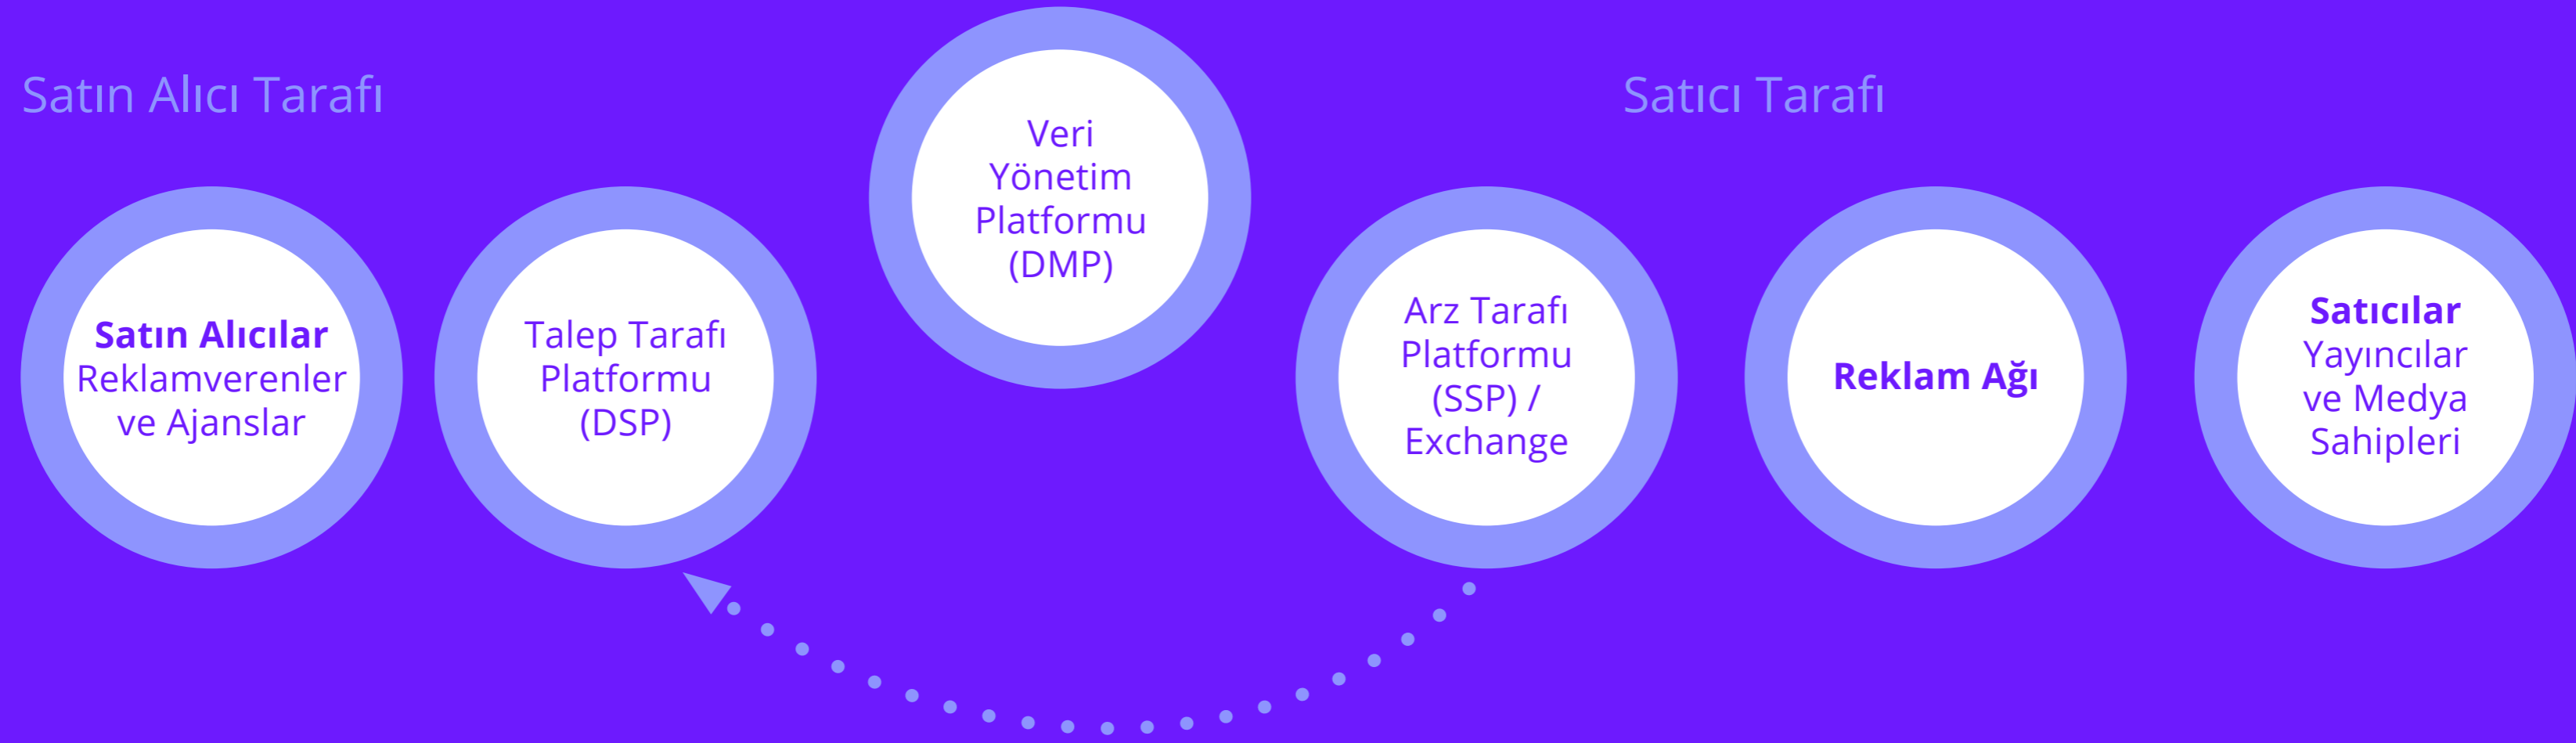 Satın Alıcı Tarafı
Satıcı Tarafı
Satın Alıcılar
Reklamverenler
ve Ajanslar
Talep Tarafı
Platformu
(DSP)
Veri
Yönetim
Platformu
(DMP)
Arz Tarafı
Platformu
(SSP) /
Exchange
Reklam Ağı
Satıcılar
Yayıncılar
ve Medya
Sahipleri